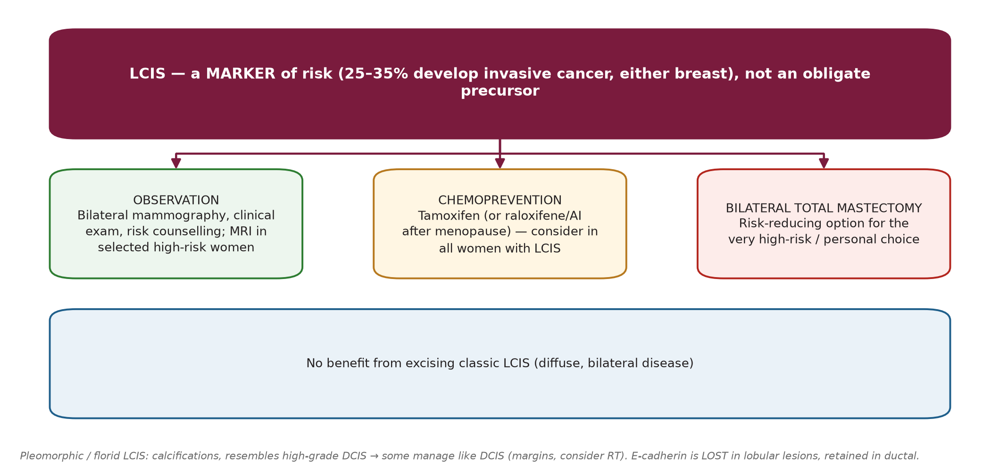 LCIS — a MARKER of risk (25–35% develop invasive cancer, either breast), not an obligate
precursor
OBSERVATION
Bilateral mammography, clinical
exam, risk counselling; MRI in
selected high-risk women
CHEMOPREVENTION
Tamoxifen (or raloxifene/AI
after menopause) — consider in
all women with LCIS
BILATERAL TOTAL MASTECTOMY
Risk-reducing option for the
very high-risk / personal choice
No benefit from excising classic LCIS (diffuse, bilateral disease)
Pleomorphic / florid LCIS: calcifications, resembles high-grade DCIS → some manage like DCIS (margins, consider RT). E-cadherin is LOST in lobular lesions, retained in ductal.